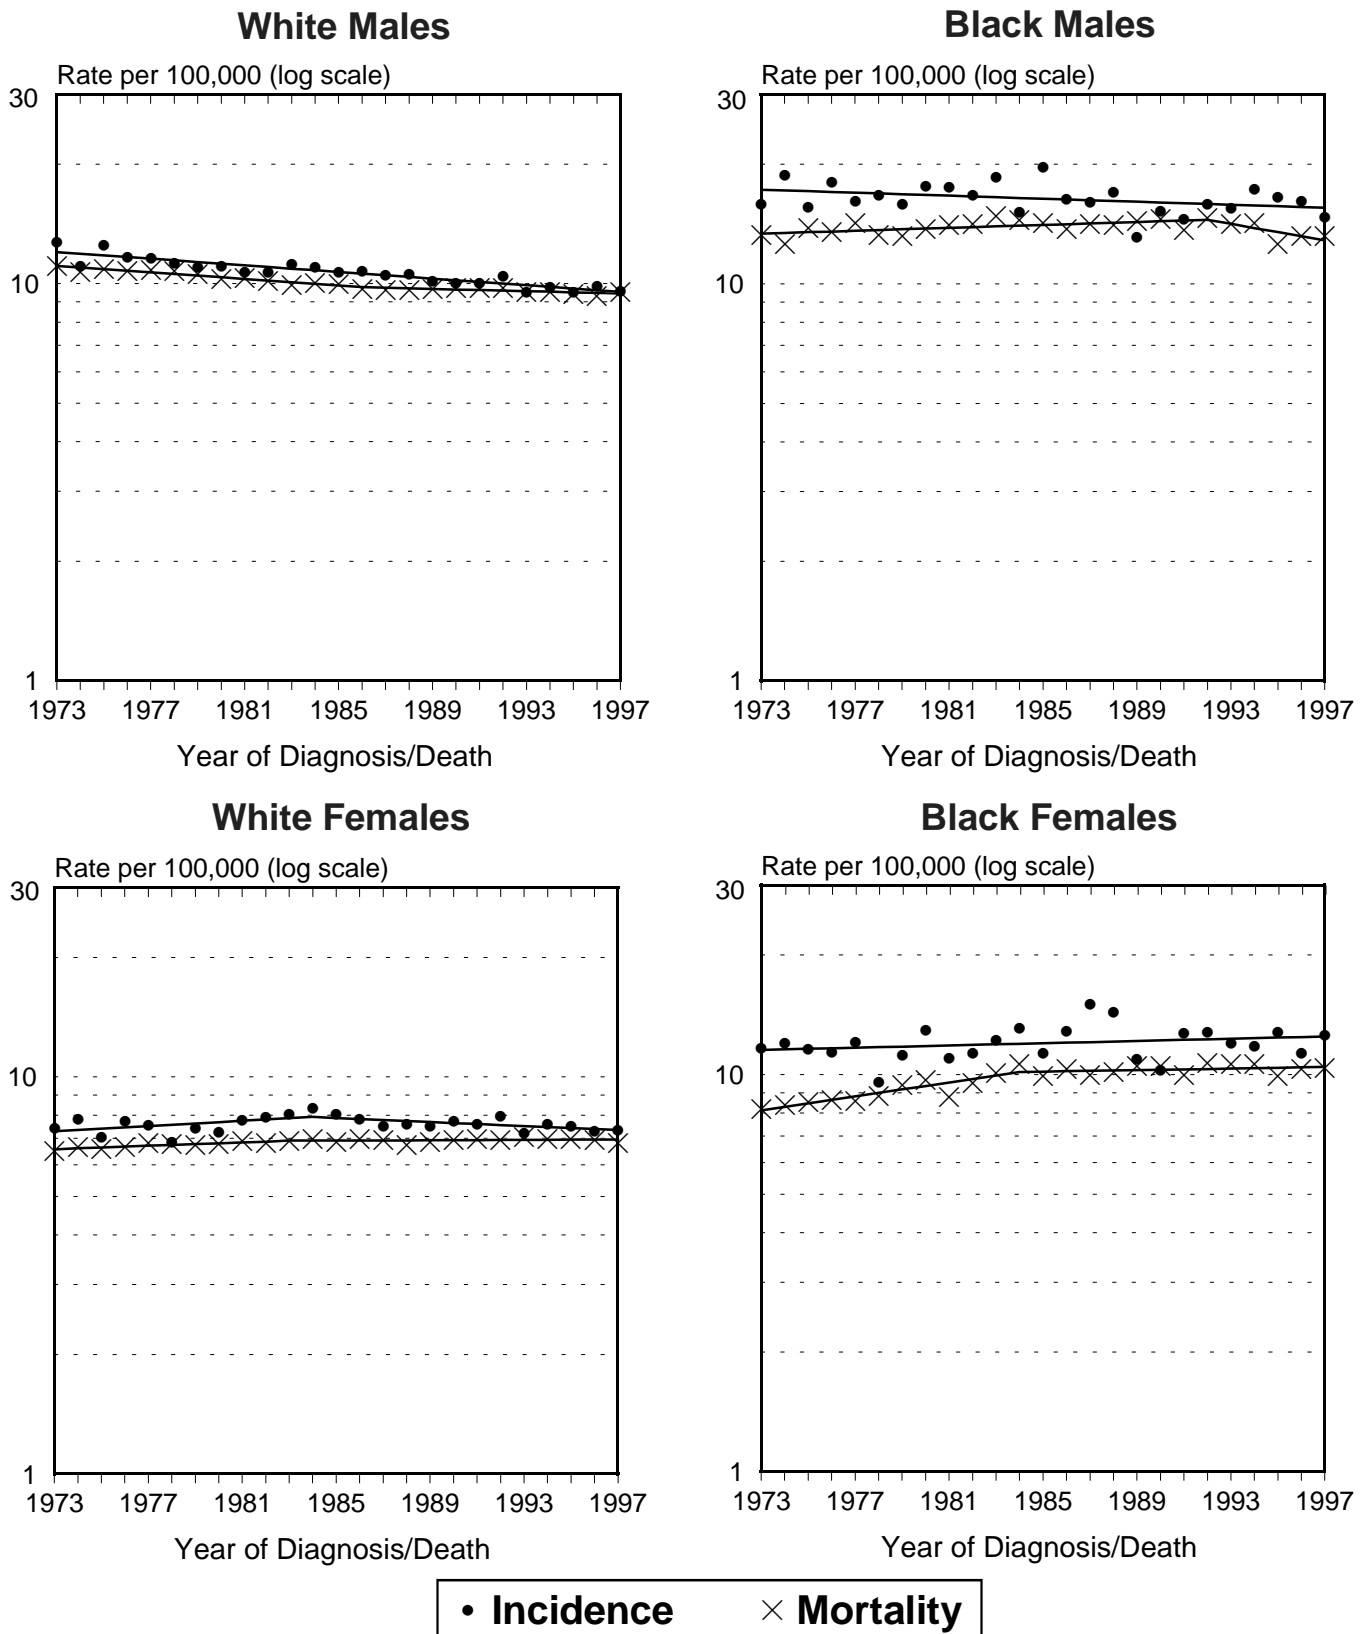 White Males
Rate per 100,000 (log scale)
30
10
1
1973 1977 1981 1985 1989 1993 1997
Year of Diagnosis/Death
Black Males
Rate per 100,000 (log scale)
30
10
1
1973 1977 1981 1985 1989 1993 1997
Year of Diagnosis/Death
White Females
Rate per 100,000 (log scale)
30
10
1
1973 1977 1981 1985 1989 1993 1997
Year of Diagnosis/Death
Black Females
Rate per 100,000 (log scale)
30
10
1
1973 1977 1981 1985 1989 1993 1997
Year of Diagnosis/Death
Incidence Mortality